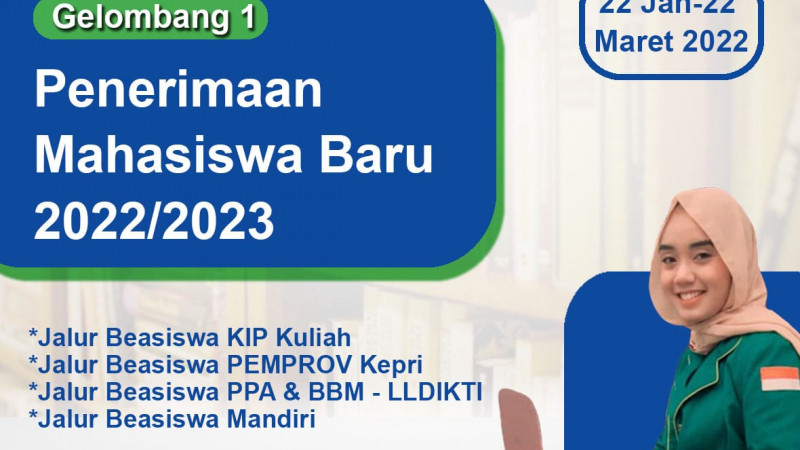 Gelombang 1
22 Jan-22
Maret 2022
Penerimaan
Mahasiswa Baru
2022/2023
*Jalur Beasiswa KIP Kuliah
*Jalur Beasiswa PEMPROV Kepri
*Jalur Beasiswa PPA & BBM - LLDIKTI
*Jalur Beasiswa Mandiri